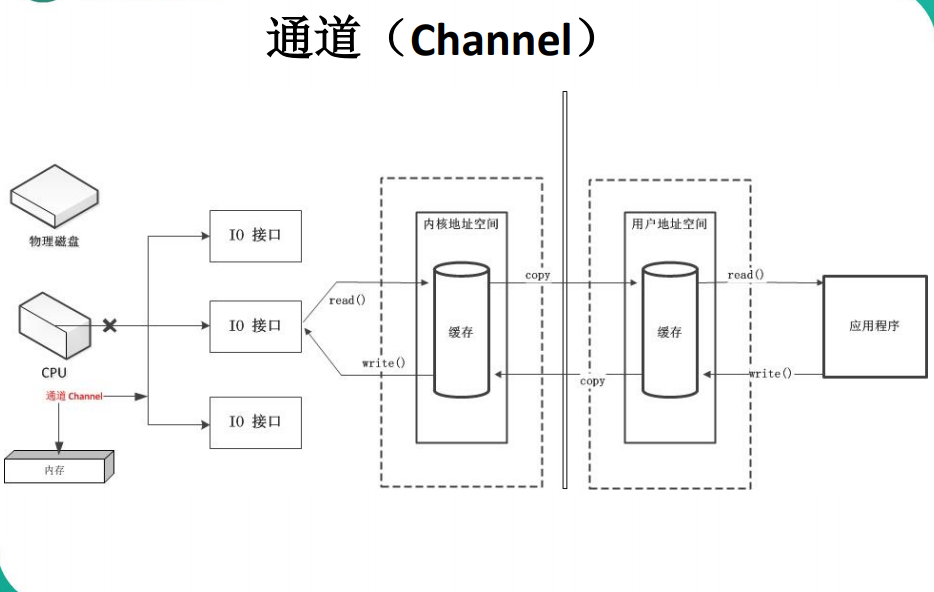 通道（Channel）
物理磁盘
CPU
通道 Channel
内存
IO 接口
IO 接口
IO 接口
read()
write()
内核地址空间
缓存
copy
copy
用户地址空间
缓存
read()
write()
应用程序